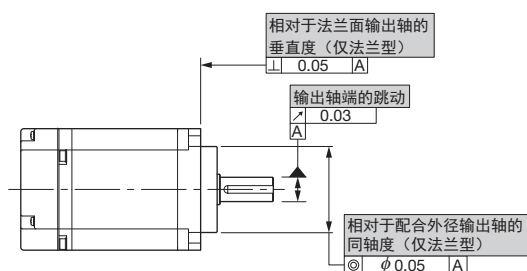 相对于法兰面输出轴的
垂直度（仅法兰型）
⊥ 0.05 A
输出轴端的跳动
↗ 0.03
A
相对于配合外径输出轴的
同轴度（仅法兰型）
◎ ϕ 0.05 A